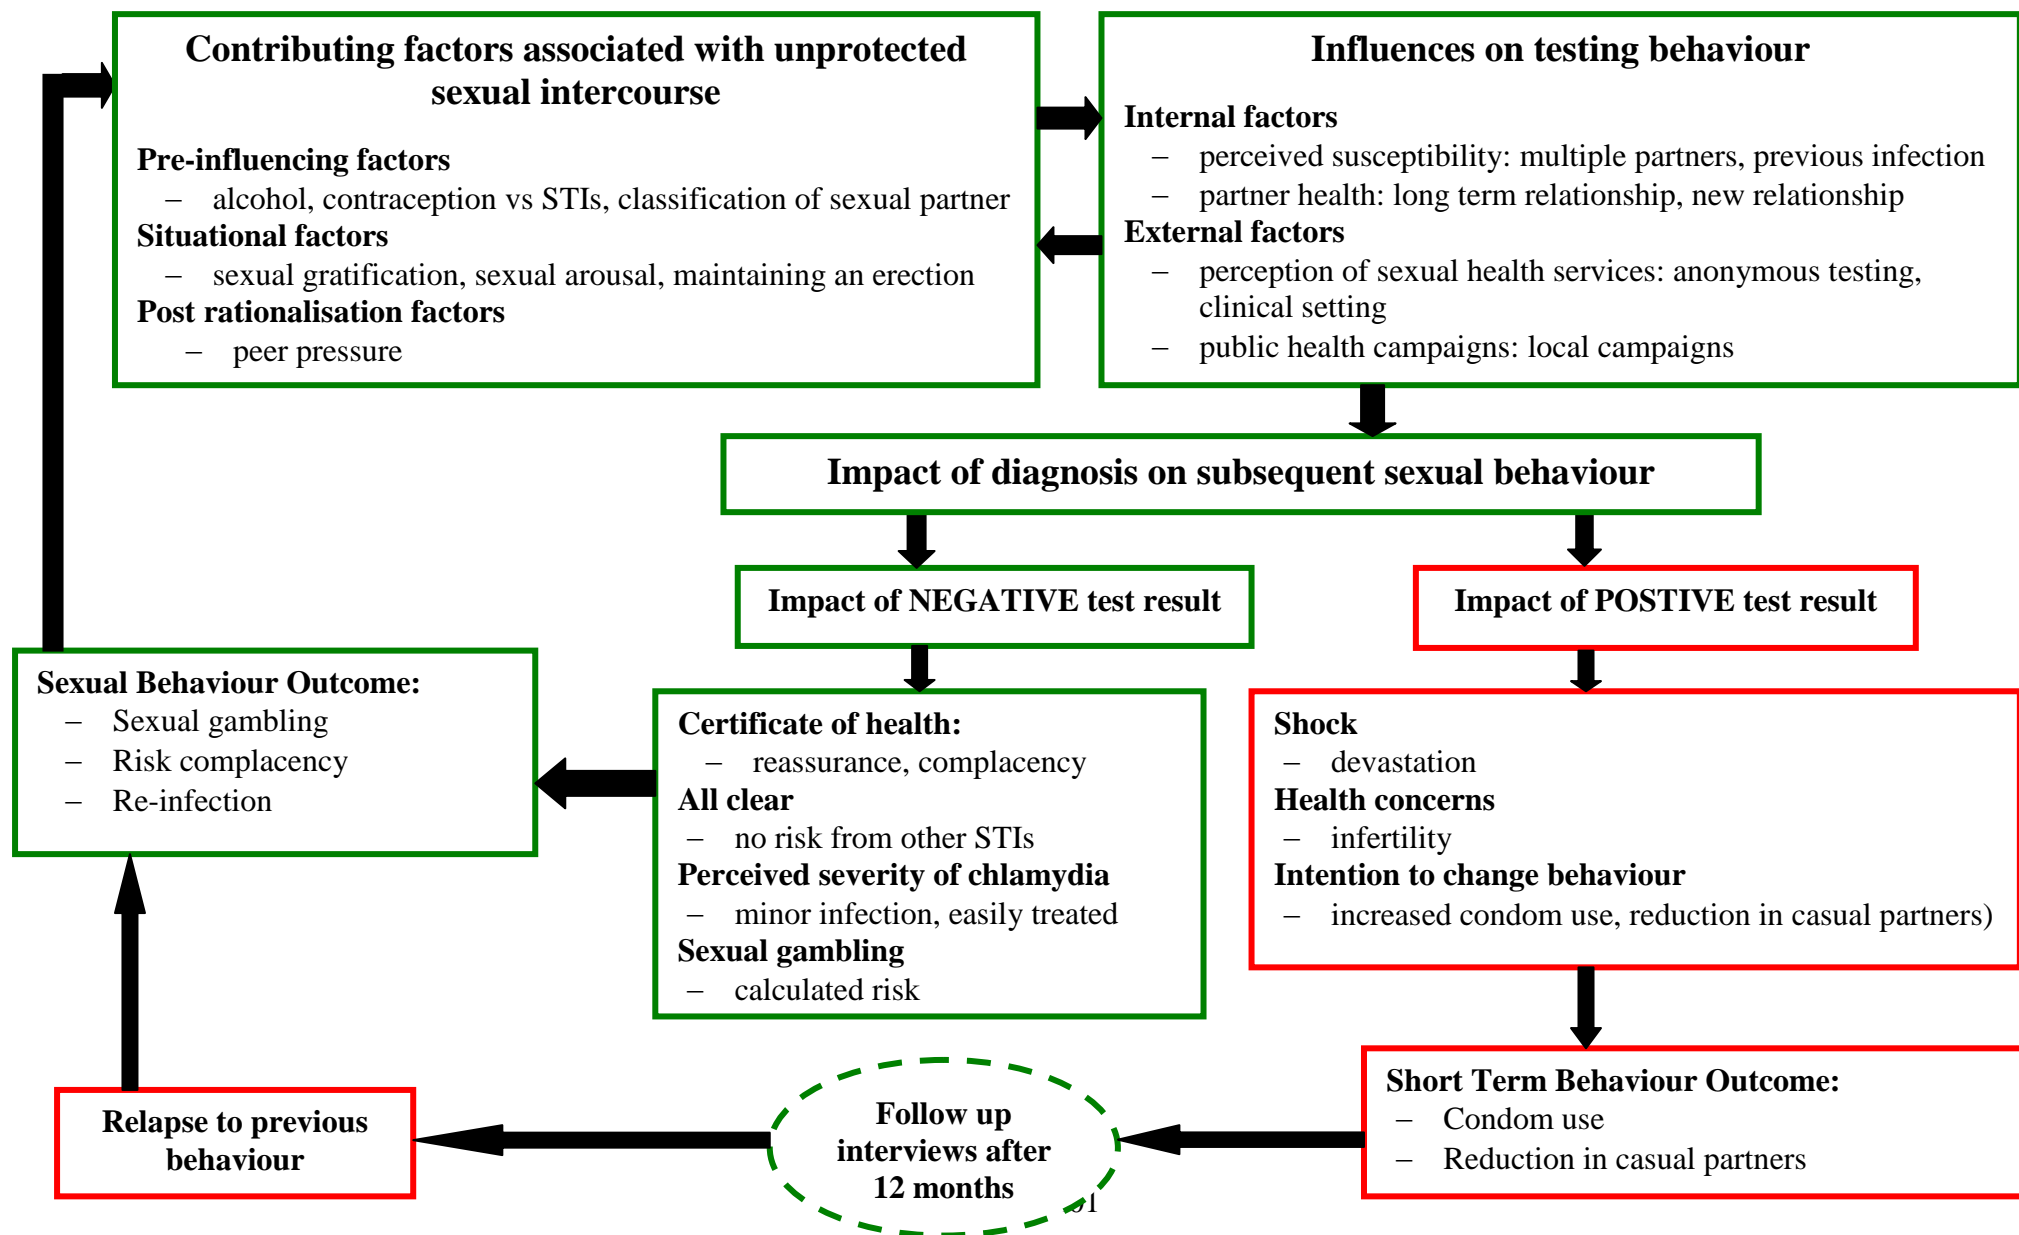 Contributing factors associated with unprotected
sexual intercourse
Pre-influencing factors
– alcohol, contraception vs STIs, classification of sexual partner
Situational factors
– sexual gratification, sexual arousal, maintaining an erection
Post rationalisation factors
– peer pressure
Influences on testing behaviour
Internal factors
– perceived susceptibility: multiple partners, previous infection
– partner health: long term relationship, new relationship
External factors
– perception of sexual health services: anonymous testing,
clinical setting
– public health campaigns: local campaigns
Impact of diagnosis on subsequent sexual behaviour
Impact of NEGATIVE test result
Impact of POSTIVE test result
Sexual Behaviour Outcome:
– Sexual gambling
– Risk complacency
– Re-infection
Certificate of health:
– reassurance, complacency
All clear
– no risk from other STIs
Perceived severity of chlamydia
– minor infection, easily treated
Sexual gambling
– calculated risk
Shock
– devastation
Health concerns
– infertility
Intention to change behaviour
– increased condom use, reduction in casual partners)
Relapse to previous
behaviour
Follow up
interviews after
12 months
Short Term Behaviour Outcome:
– Condom use
– Reduction in casual partners